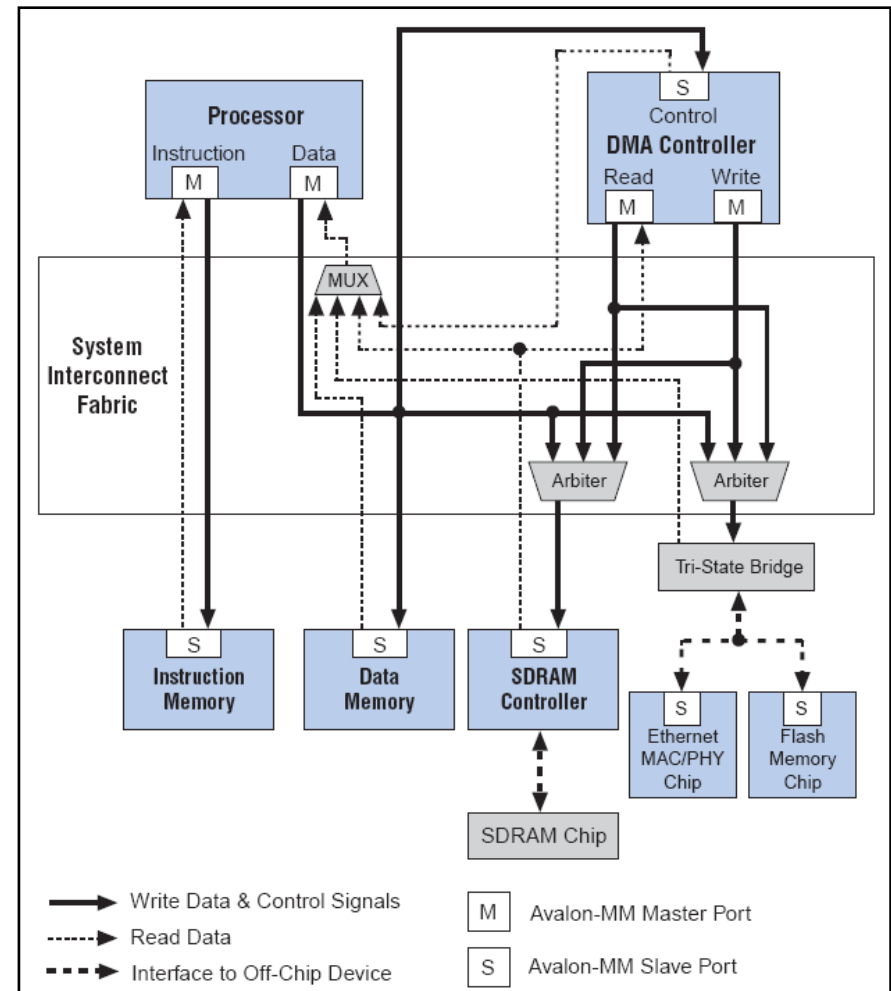 S
Control
DMA Controller
Read Write
M M
Processor
Instruction Data
M M
MUX
System
Interconnect
Fabric
Arbiter Arbiter
Tri-State Bridge
S
Instruction
Memory
S
Data
Memory
S
SDRAM
Controller
S
Ethernet
MAC/PHY
Chip
S
Flash
Memory
Chip
SDRAM Chip
Write Data & Control Signals
Read Data
Interface to Off-Chip Device
M Avalon-MM Master Port
S Avalon-MM Slave Port